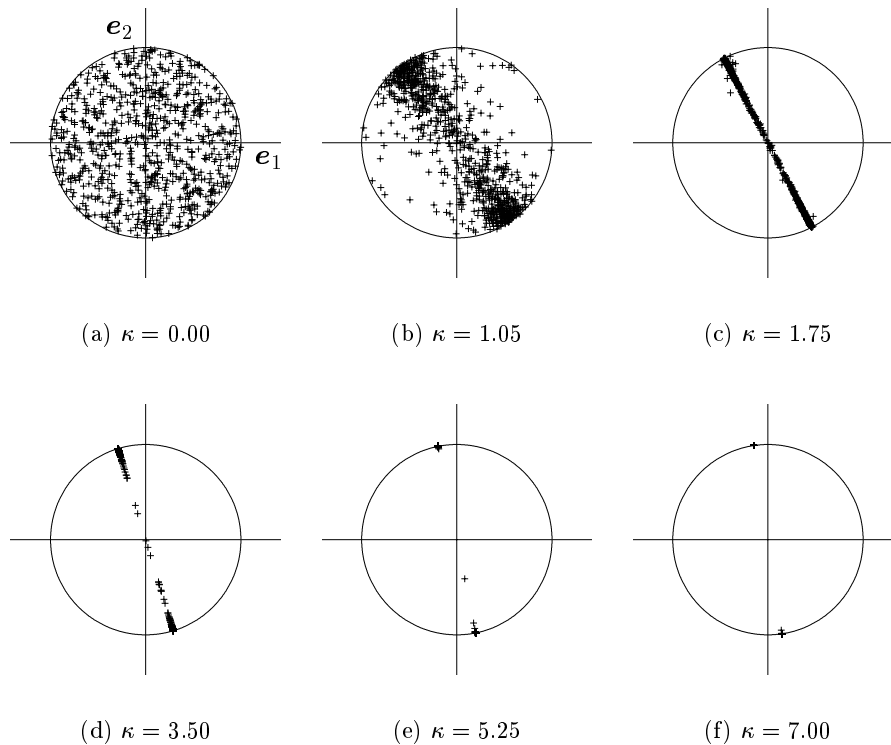 e₂
e₁
(a) κ = 0.00
(b) κ = 1.05
(c) κ = 1.75
(d) κ = 3.50
(e) κ = 5.25
(f) κ = 7.00